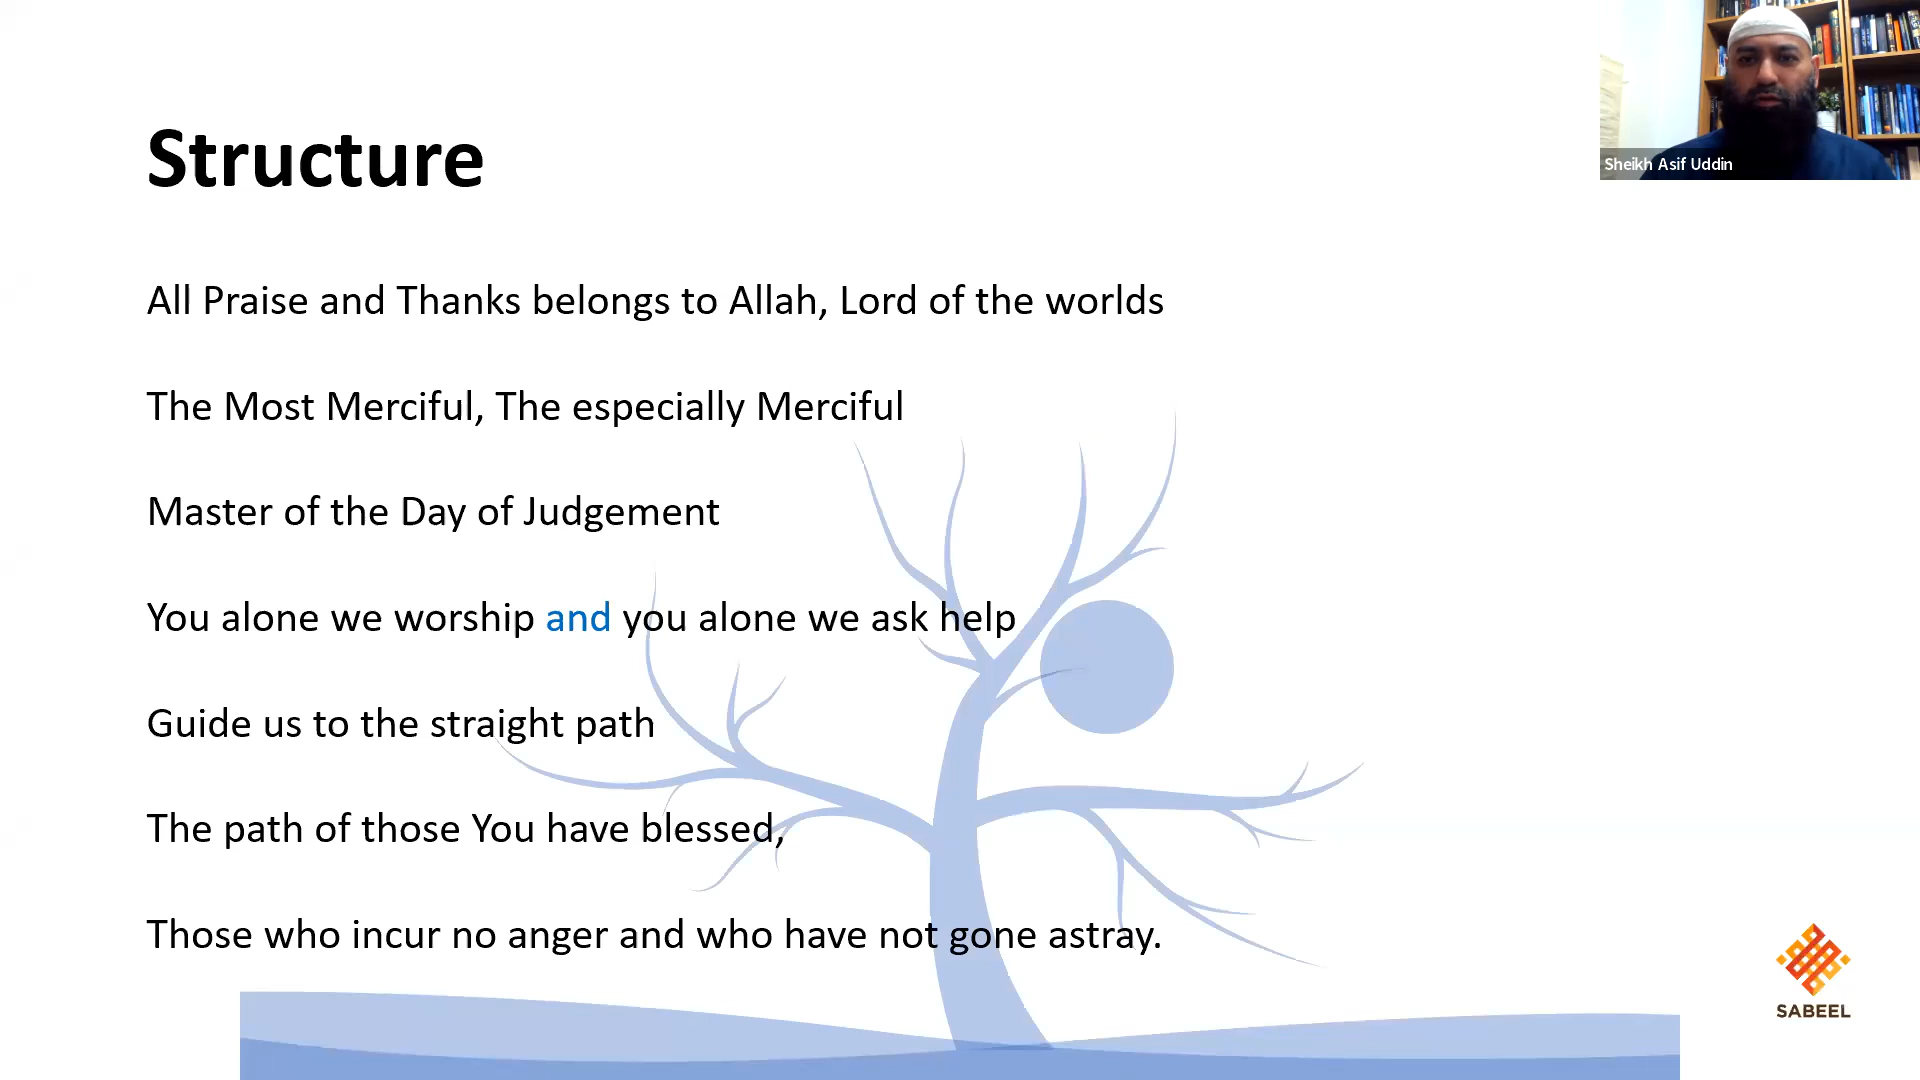 Structure
All Praise and Thanks belongs to Allah, Lord of the worlds
The Most Merciful, The especially Merciful
Master of the Day of Judgement
You alone we worship and you alone we ask help
Guide us to the straight path
The path of those You have blessed,
Those who incur no anger and who have not gone astray.
Sheikh Asif Uddin
SABEEL